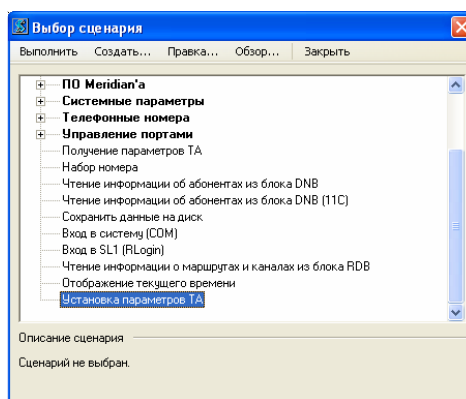 Выбор сценария
Выполнить Создать... Правка... Обзор... Закрыть
ПО Meridian'а
Системные параметры
Телефонные номера
Управление портами
Получение параметров ТА
Набор номера
Чтение информации об абонентах из блока DNB
Чтение информации об абонентах из блока DNB (11C)
Сохранить данные на диск
Вход в систему (COM)
Вход в SL1 (RLogin)
Чтение информации о маршрутах и каналах из блока RDB
Отображение текущего времени
Установка параметров ТА
Описание сценария
Сценарий не выбран.